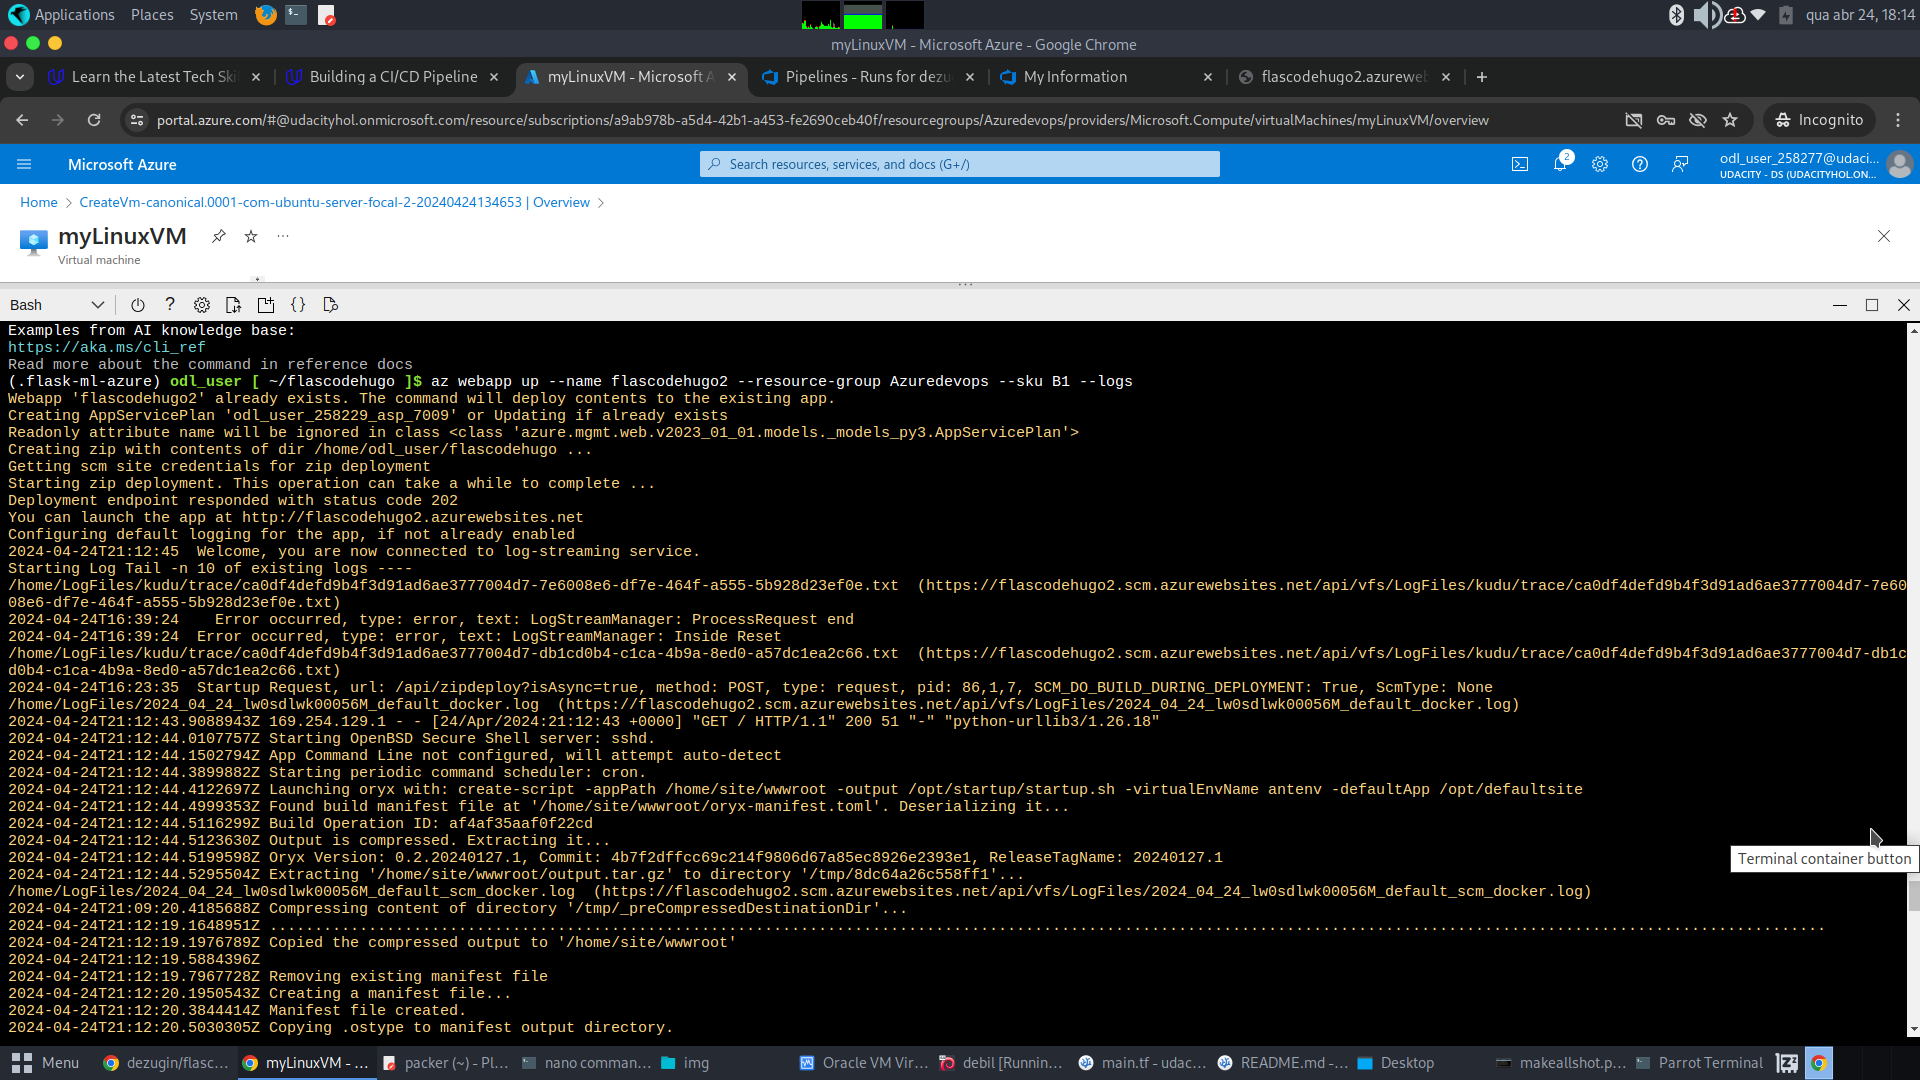 Applications Places System
qua abr 24, 18:14
myLinuxVM - Microsoft Azure - Google Chrome
Learn the Latest Tech Ski
Building a CI/CD Pipeline
myLinuxVM - Microsoft A
Pipelines - Runs for dezu
My Information
flascodehugo2.azurewe
portal.azure.com/#@udacityhol.onmicrosoft.com/resource/subscriptions/a9ab978b-a5d4-42b1-a453-fe2690ceb40f/resourcegroups/Azuredevops/providers/Microsoft.Compute/virtualMachines/myLinuxVM/overview
Incognito
Microsoft Azure
Search resources, services, and docs (G+/)
2
odl_user_258277@udaci...
UDACITY - DS (UDACITYHOL.ON...
Home > CreateVm-canonical.0001-com-ubuntu-server-focal-2-20240424134653 | Overview >
myLinuxVM
Virtual machine
Bash
Examples from AI knowledge base:
https://aka.ms/cli_ref
Read more about the command in reference docs
(.flask-ml-azure) odl_user [ ~/flascodehugo ]$ az webapp up --name flascodehugo2 --resource-group Azuredevops --sku B1 --logs
Webapp 'flascodehugo2' already exists. The command will deploy contents to the existing app.
Creating AppServicePlan 'odl_user_258229_asp_7009' or Updating if already exists
Readonly attribute name will be ignored in class <class 'azure.mgmt.web.v2023_01_01.models._models_py3.AppServicePlan'>
Creating zip with contents of dir /home/odl_user/flascodehugo ...
Getting scm site credentials for zip deployment
Starting zip deployment. This operation can take a while to complete ...
Deployment endpoint responded with status code 202
You can launch the app at http://flascodehugo2.azurewebsites.net
Configuring default logging for the app, if not already enabled
2024-04-24T21:12:45  Welcome, you are now connected to log-streaming service.
Starting Log Tail -n 10 of existing logs ----
/home/LogFiles/kudu/trace/ca0df4defd9b4f3d91ad6ae3777004d7-7e6008e6-df7e-464f-a555-5b928d23ef0e.txt  (https://flascodehugo2.scm.azurewebsites.net/api/vfs/LogFiles/kudu/trace/ca0df4defd9b4f3d91ad6ae3777004d7-7e60
08e6-df7e-464f-a555-5b928d23ef0e.txt)
2024-04-24T16:39:24    Error occurred, type: error, text: LogStreamManager: ProcessRequest end
2024-04-24T16:39:24  Error occurred, type: error, text: LogStreamManager: Inside Reset
/home/LogFiles/kudu/trace/ca0df4defd9b4f3d91ad6ae3777004d7-db1cd0b4-c1ca-4b9a-8ed0-a57dc1ea2c66.txt  (https://flascodehugo2.scm.azurewebsites.net/api/vfs/LogFiles/kudu/trace/ca0df4defd9b4f3d91ad6ae3777004d7-db1c
d0b4-c1ca-4b9a-8ed0-a57dc1ea2c66.txt)
2024-04-24T16:23:35  Startup Request, url: /api/zipdeploy?isAsync=true, method: POST, type: request, pid: 86,1,7, SCM_DO_BUILD_DURING_DEPLOYMENT: True, ScmType: None
/home/LogFiles/2024_04_24_lw0sdlwk00056M_default_docker.log  (https://flascodehugo2.scm.azurewebsites.net/api/vfs/LogFiles/2024_04_24_lw0sdlwk00056M_default_docker.log)
2024-04-24T21:12:43.9088943Z 169.254.129.1 - - [24/Apr/2024:21:12:43 +0000] "GET / HTTP/1.1" 200 51 "-" "python-urllib3/1.26.18"
2024-04-24T21:12:44.0107757Z Starting OpenBSD Secure Shell server: sshd.
2024-04-24T21:12:44.1502794Z App Command Line not configured, will attempt auto-detect
2024-04-24T21:12:44.3899882Z Starting periodic command scheduler: cron.
2024-04-24T21:12:44.4122697Z Launching oryx with: create-script -appPath /home/site/wwwroot -output /opt/startup/startup.sh -virtualEnvName antenv -defaultApp /opt/defaultsite
2024-04-24T21:12:44.4999353Z Found build manifest file at '/home/site/wwwroot/oryx-manifest.toml'. Deserializing it...
2024-04-24T21:12:44.5116299Z Build Operation ID: af4af35aaf0f22cd
2024-04-24T21:12:44.5123630Z Output is compressed. Extracting it...
2024-04-24T21:12:44.5199598Z Oryx Version: 0.2.20240127.1, Commit: 4b7f2dffcc69c214f9806d67a85ec8926e2393e1, ReleaseTagName: 20240127.1
2024-04-24T21:12:44.5295504Z Extracting '/home/site/wwwroot/output.tar.gz' to directory '/tmp/8dc64a26c558ff1'...
/home/LogFiles/2024_04_24_lw0sdlwk00056M_default_scm_docker.log  (https://flascodehugo2.scm.azurewebsites.net/api/vfs/LogFiles/2024_04_24_lw0sdlwk00056M_default_scm_docker.log)
2024-04-24T21:09:20.4185688Z Compressing content of directory '/tmp/_preCompressedDestinationDir'...
2024-04-24T21:12:19.1648951Z .............................................................................................................................................................................
2024-04-24T21:12:19.1976789Z Copied the compressed output to '/home/site/wwwroot'
2024-04-24T21:12:19.5884396Z
2024-04-24T21:12:19.7967728Z Removing existing manifest file
2024-04-24T21:12:20.1950543Z Creating a manifest file...
2024-04-24T21:12:20.3844414Z Manifest file created.
2024-04-24T21:12:20.5030305Z Copying .ostype to manifest output directory.
Terminal container button
Menu
dezugin/flasc...
myLinuxVM - ...
packer (~) - Pl...
nano comman...
img
Oracle VM Vir...
debil [Runnin...
main.tf - udac...
README.md -...
Desktop
makeallshot.p...
Parrot Terminal